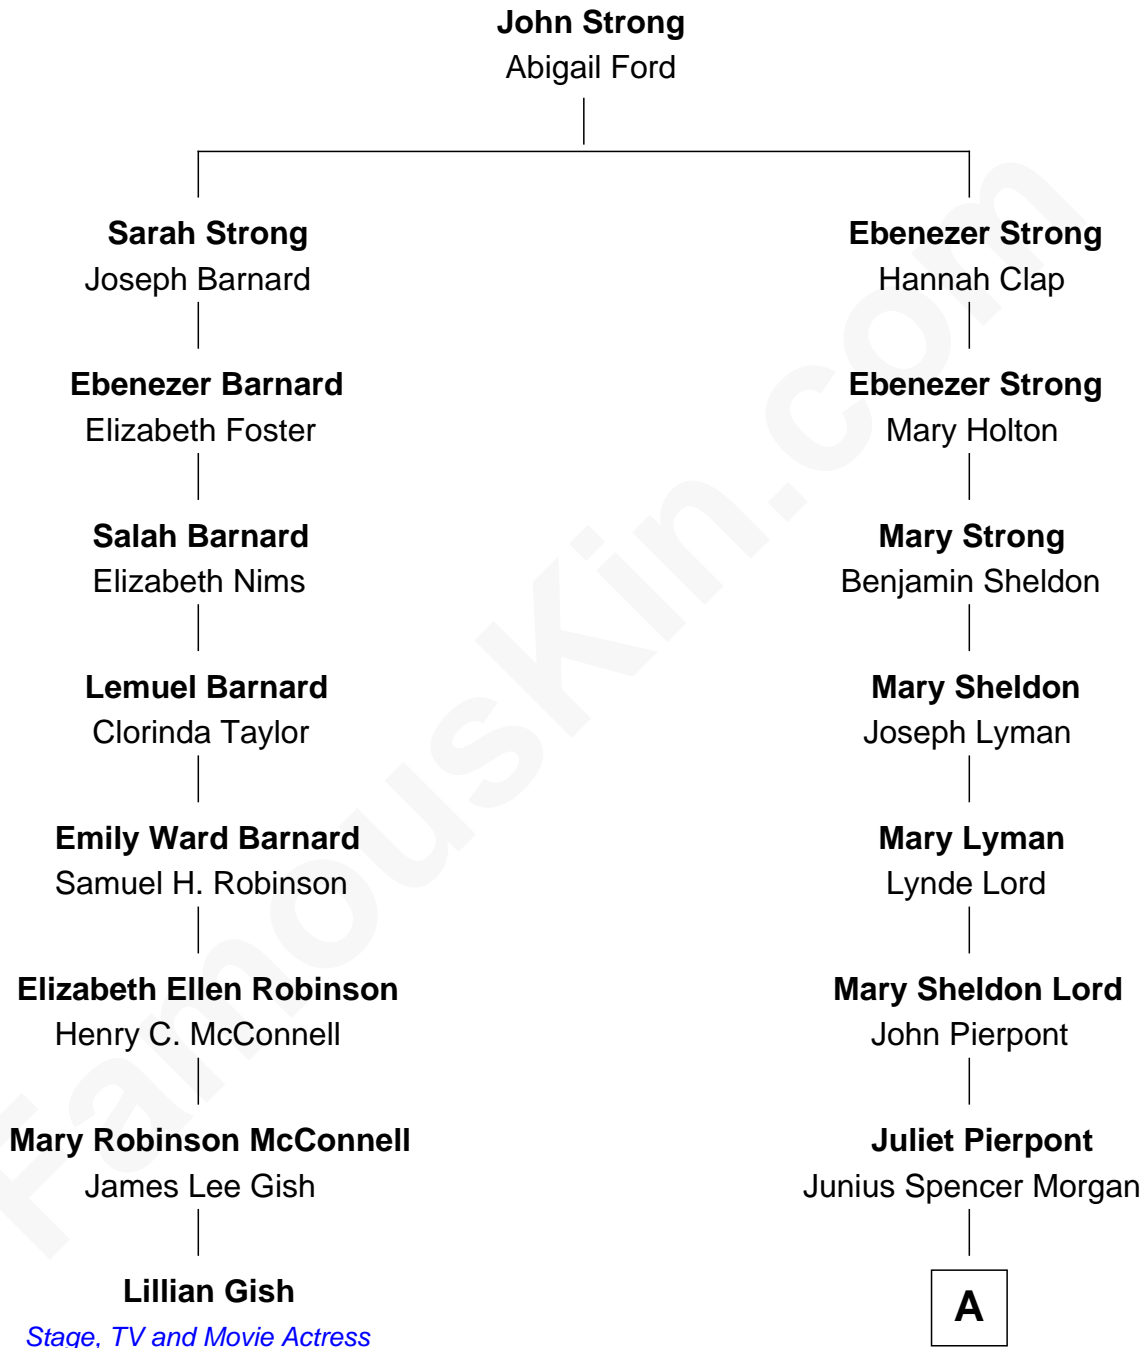 John Strong
Abigail Ford
Sarah Strong
Joseph Barnard
Ebenezer Strong
Hannah Clap
Ebenezer Barnard
Elizabeth Foster
Ebenezer Strong
Mary Holton
Salah Barnard
Elizabeth Nims
Mary Strong
Benjamin Sheldon
Lemuel Barnard
Clorinda Taylor
Mary Sheldon
Joseph Lyman
Emily Ward Barnard
Samuel H. Robinson
Mary Lyman
Lynde Lord
Elizabeth Ellen Robinson
Henry C. McConnell
Mary Sheldon Lord
John Pierpont
Mary Robinson McConnell
James Lee Gish
Juliet Pierpont
Junius Spencer Morgan
Lillian Gish
Stage, TV and Movie Actress
A
FamousKin.com